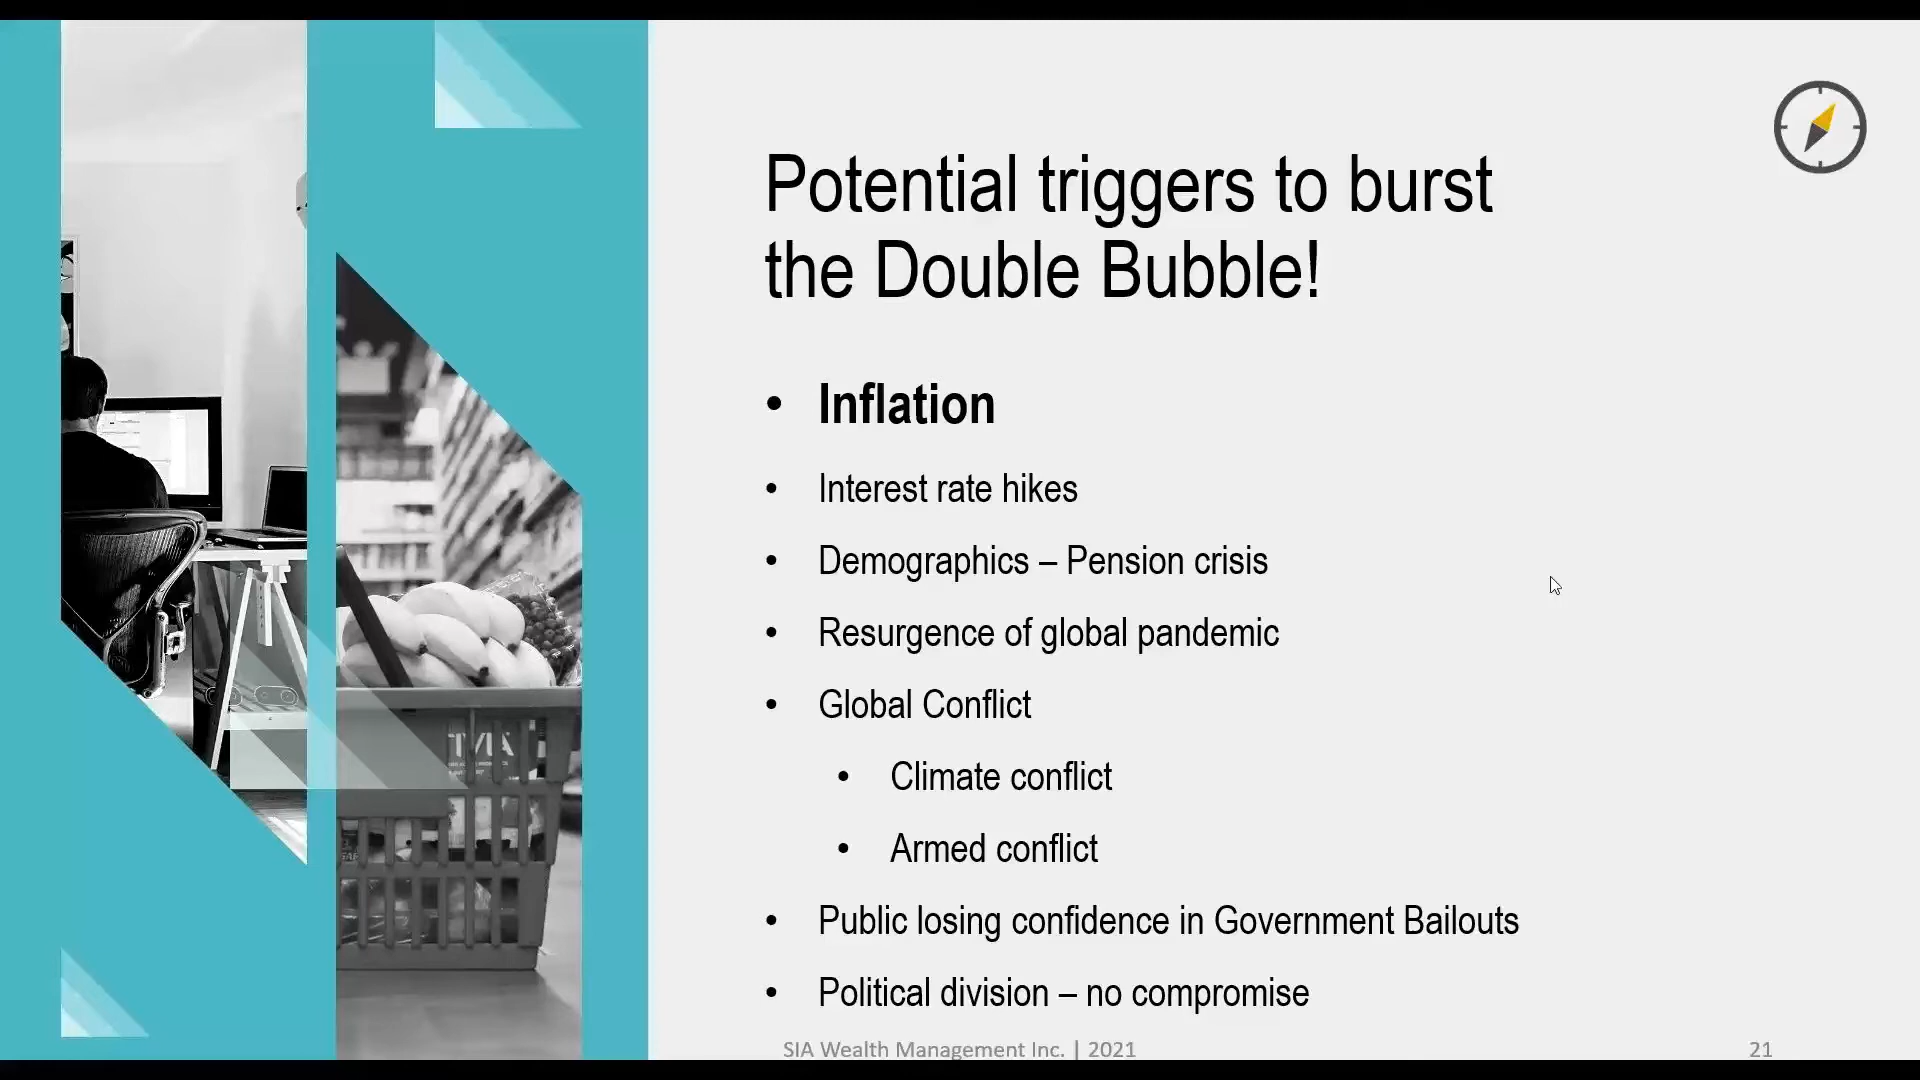 Potential triggers to burst
the Double Bubble!
• Inflation
• Interest rate hikes
• Demographics – Pension crisis
• Resurgence of global pandemic
• Global Conflict
• Climate conflict
• Armed conflict
• Public losing confidence in Government Bailouts
• Political division – no compromise
SIA Wealth Management Inc. | 2021
21